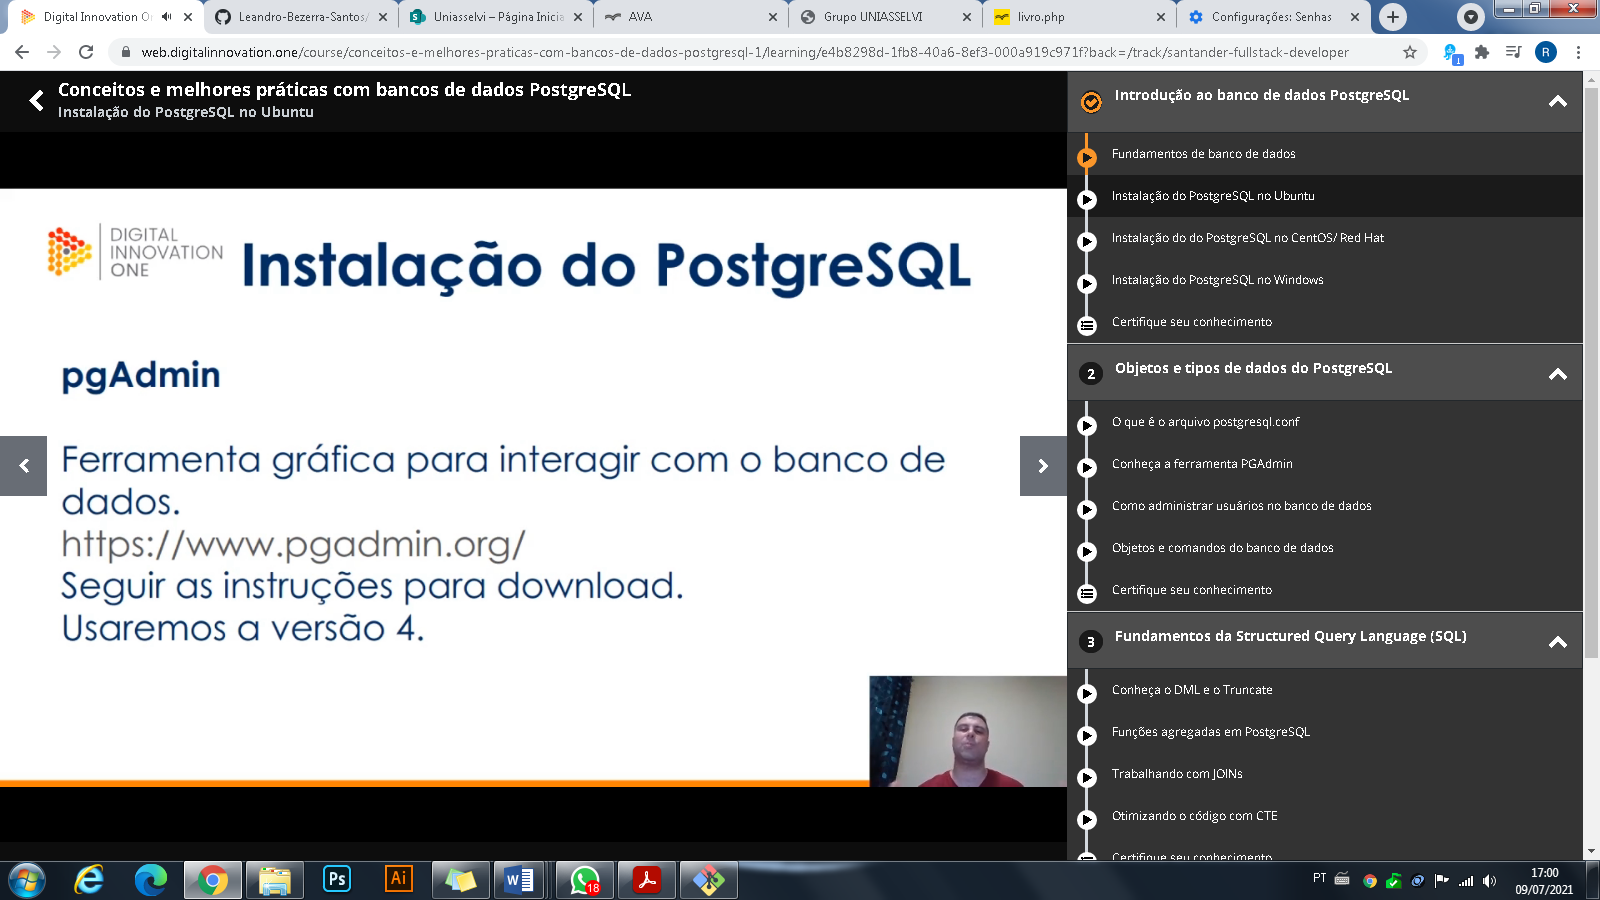 Digital Innovation O
Leandro-Bezerra-Santos/
Uniasselvi – Página Inicia
AVA
Grupo UNIASSELVI
livro.php
Configurações: Senhas
web.digitalinnovation.one/course/conceitos-e-melhores-praticas-com-bancos-de-dados-postgresql-1/learning/e4b8298d-1fb8-40a6-8ef3-000a919c971f?back=/track/santander-fullstack-developer
1
R
Conceitos e melhores práticas com bancos de dados PostgreSQL
Instalação do PostgreSQL no Ubuntu
DIGITAL
INNOVATION
ONE
Instalação do PostgreSQL
pgAdmin
Ferramenta gráfica para interagir com o banco de
dados.
https://www.pgadmin.org/
Seguir as instruções para download.
Usaremos a versão 4.
Introdução ao banco de dados PostgreSQL
Fundamentos de banco de dados
Instalação do PostgreSQL no Ubuntu
Instalação do do PostgreSQL no CentOS/ Red Hat
Instalação do PostgreSQL no Windows
Certifique seu conhecimento
2
Objetos e tipos de dados do PostgreSQL
O que é o arquivo postgresql.conf
Conheça a ferramenta PGAdmin
Como administrar usuários no banco de dados
Objetos e comandos do banco de dados
Certifique seu conhecimento
3
Fundamentos da Structured Query Language (SQL)
Conheça o DML e o Truncate
Funções agregadas em PostgreSQL
Trabalhando com JOINs
Otimizando o código com CTE
Certifique seu conhecimento
Ps
Ai
W
18
PT
17:00
09/07/2021